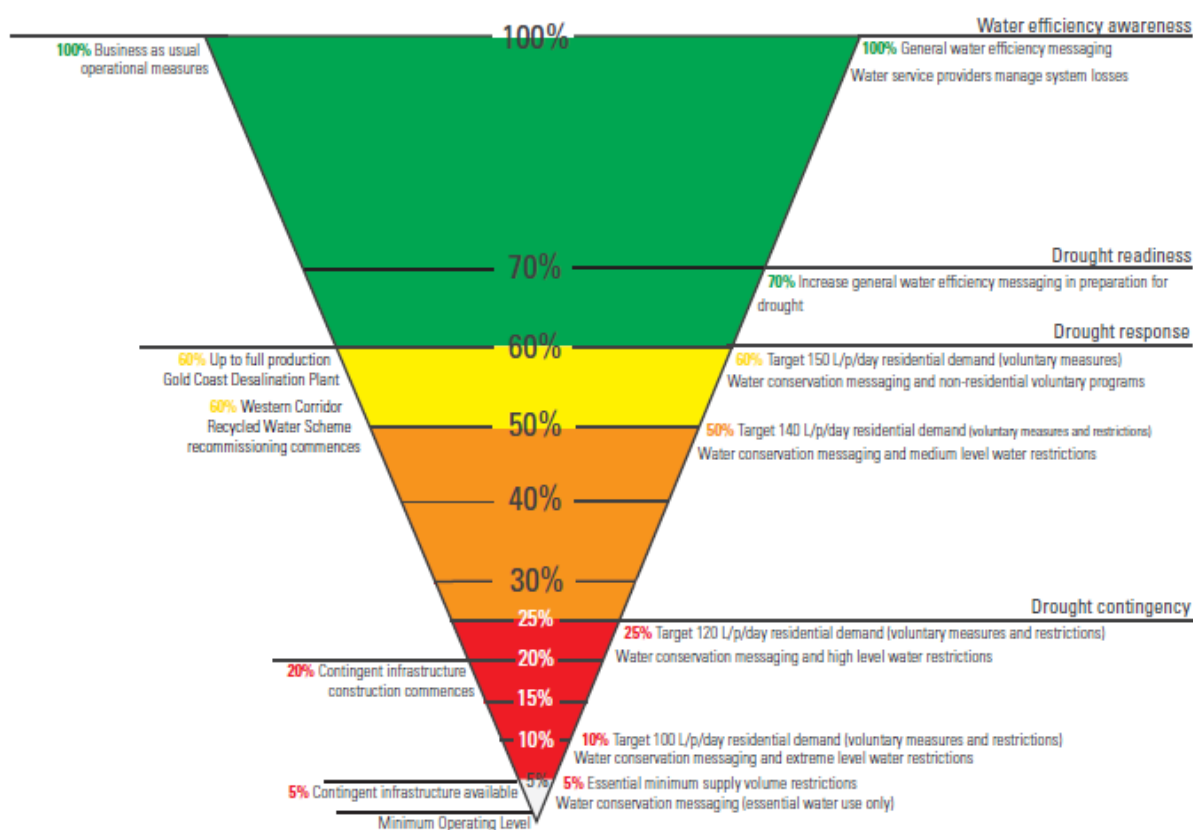 Water efficiency awareness
100%
100% Business as usual
operational measures
100% General water efficiency messaging
Water service providers manage system losses
Drought readiness
70%
70% Increase general water efficiency messaging in preparation for
drought
Drought response
60%
60% Up to full production
Gold Coast Desalination Plant
60% Western Corridor
Recycled Water Scheme
recommissioning commences
60% Target 150 L/p/day residential demand (voluntary measures)
Water conservation messaging and non-residential voluntary programs
50%
50% Target 140 L/p/day residential demand (voluntary measures and restrictions)
Water conservation messaging and medium level water restrictions
40%
30%
Drought contingency
25%
25% Target 120 L/p/day residential demand (voluntary measures and restrictions)
Water conservation messaging and high level water restrictions
20%
20% Contingent infrastructure
construction commences
15%
10%
10% Target 100 L/p/day residential demand (voluntary measures and restrictions)
Water conservation messaging and extreme level water restrictions
5%
5% Contingent infrastructure available
5% Essential minimum supply volume restrictions
Water conservation messaging (essential water use only)
Minimum Operating Level